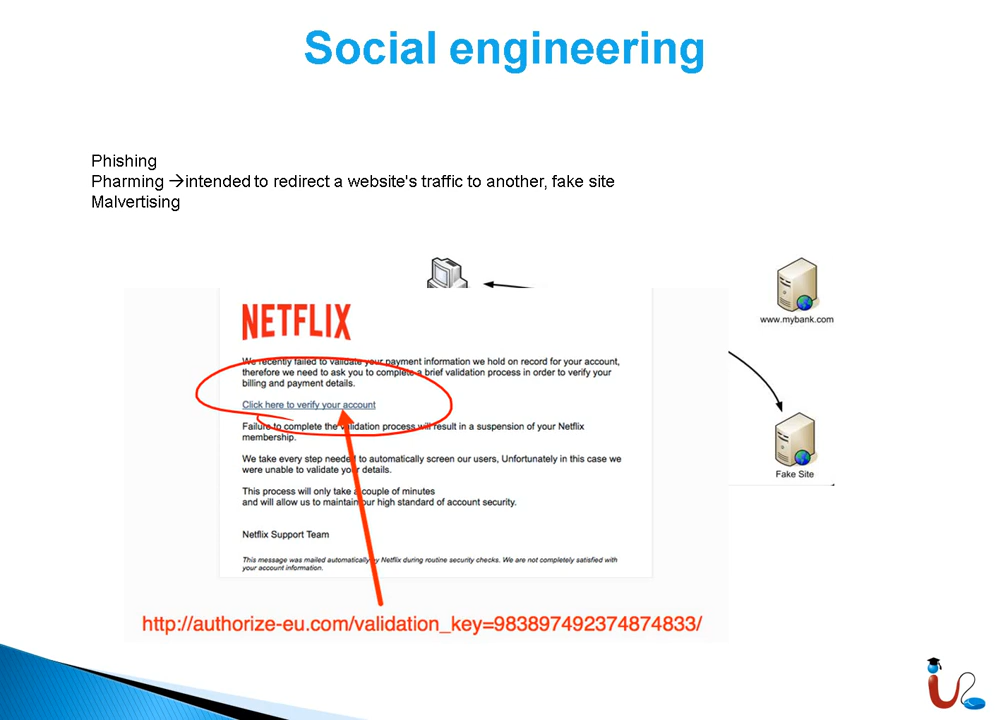 Social engineering
Phishing
Pharming →intended to redirect a website's traffic to another, fake site
Malvertising
www.mybank.com
NETFLIX
We recently failed to validate your payment information we hold on record for your account,
therefore we need to ask you to complete a brief validation process in order to verify your
billing and payment details.
Click here to verify your account
Failure to complete the validation process will result in a suspension of your Netflix
membership.
We take every step needed to automatically screen our users, Unfortunately in this case we
were unable to validate your details.
Fake Site
This process will only take a couple of minutes
and will allow us to maintain our high standard of account security.
Netflix Support Team
This message was mailed automatically by Netflix during routine security checks. We are not completely satisfied with
your account information.
http://authorize-eu.com/validation_key=983897492374874833/